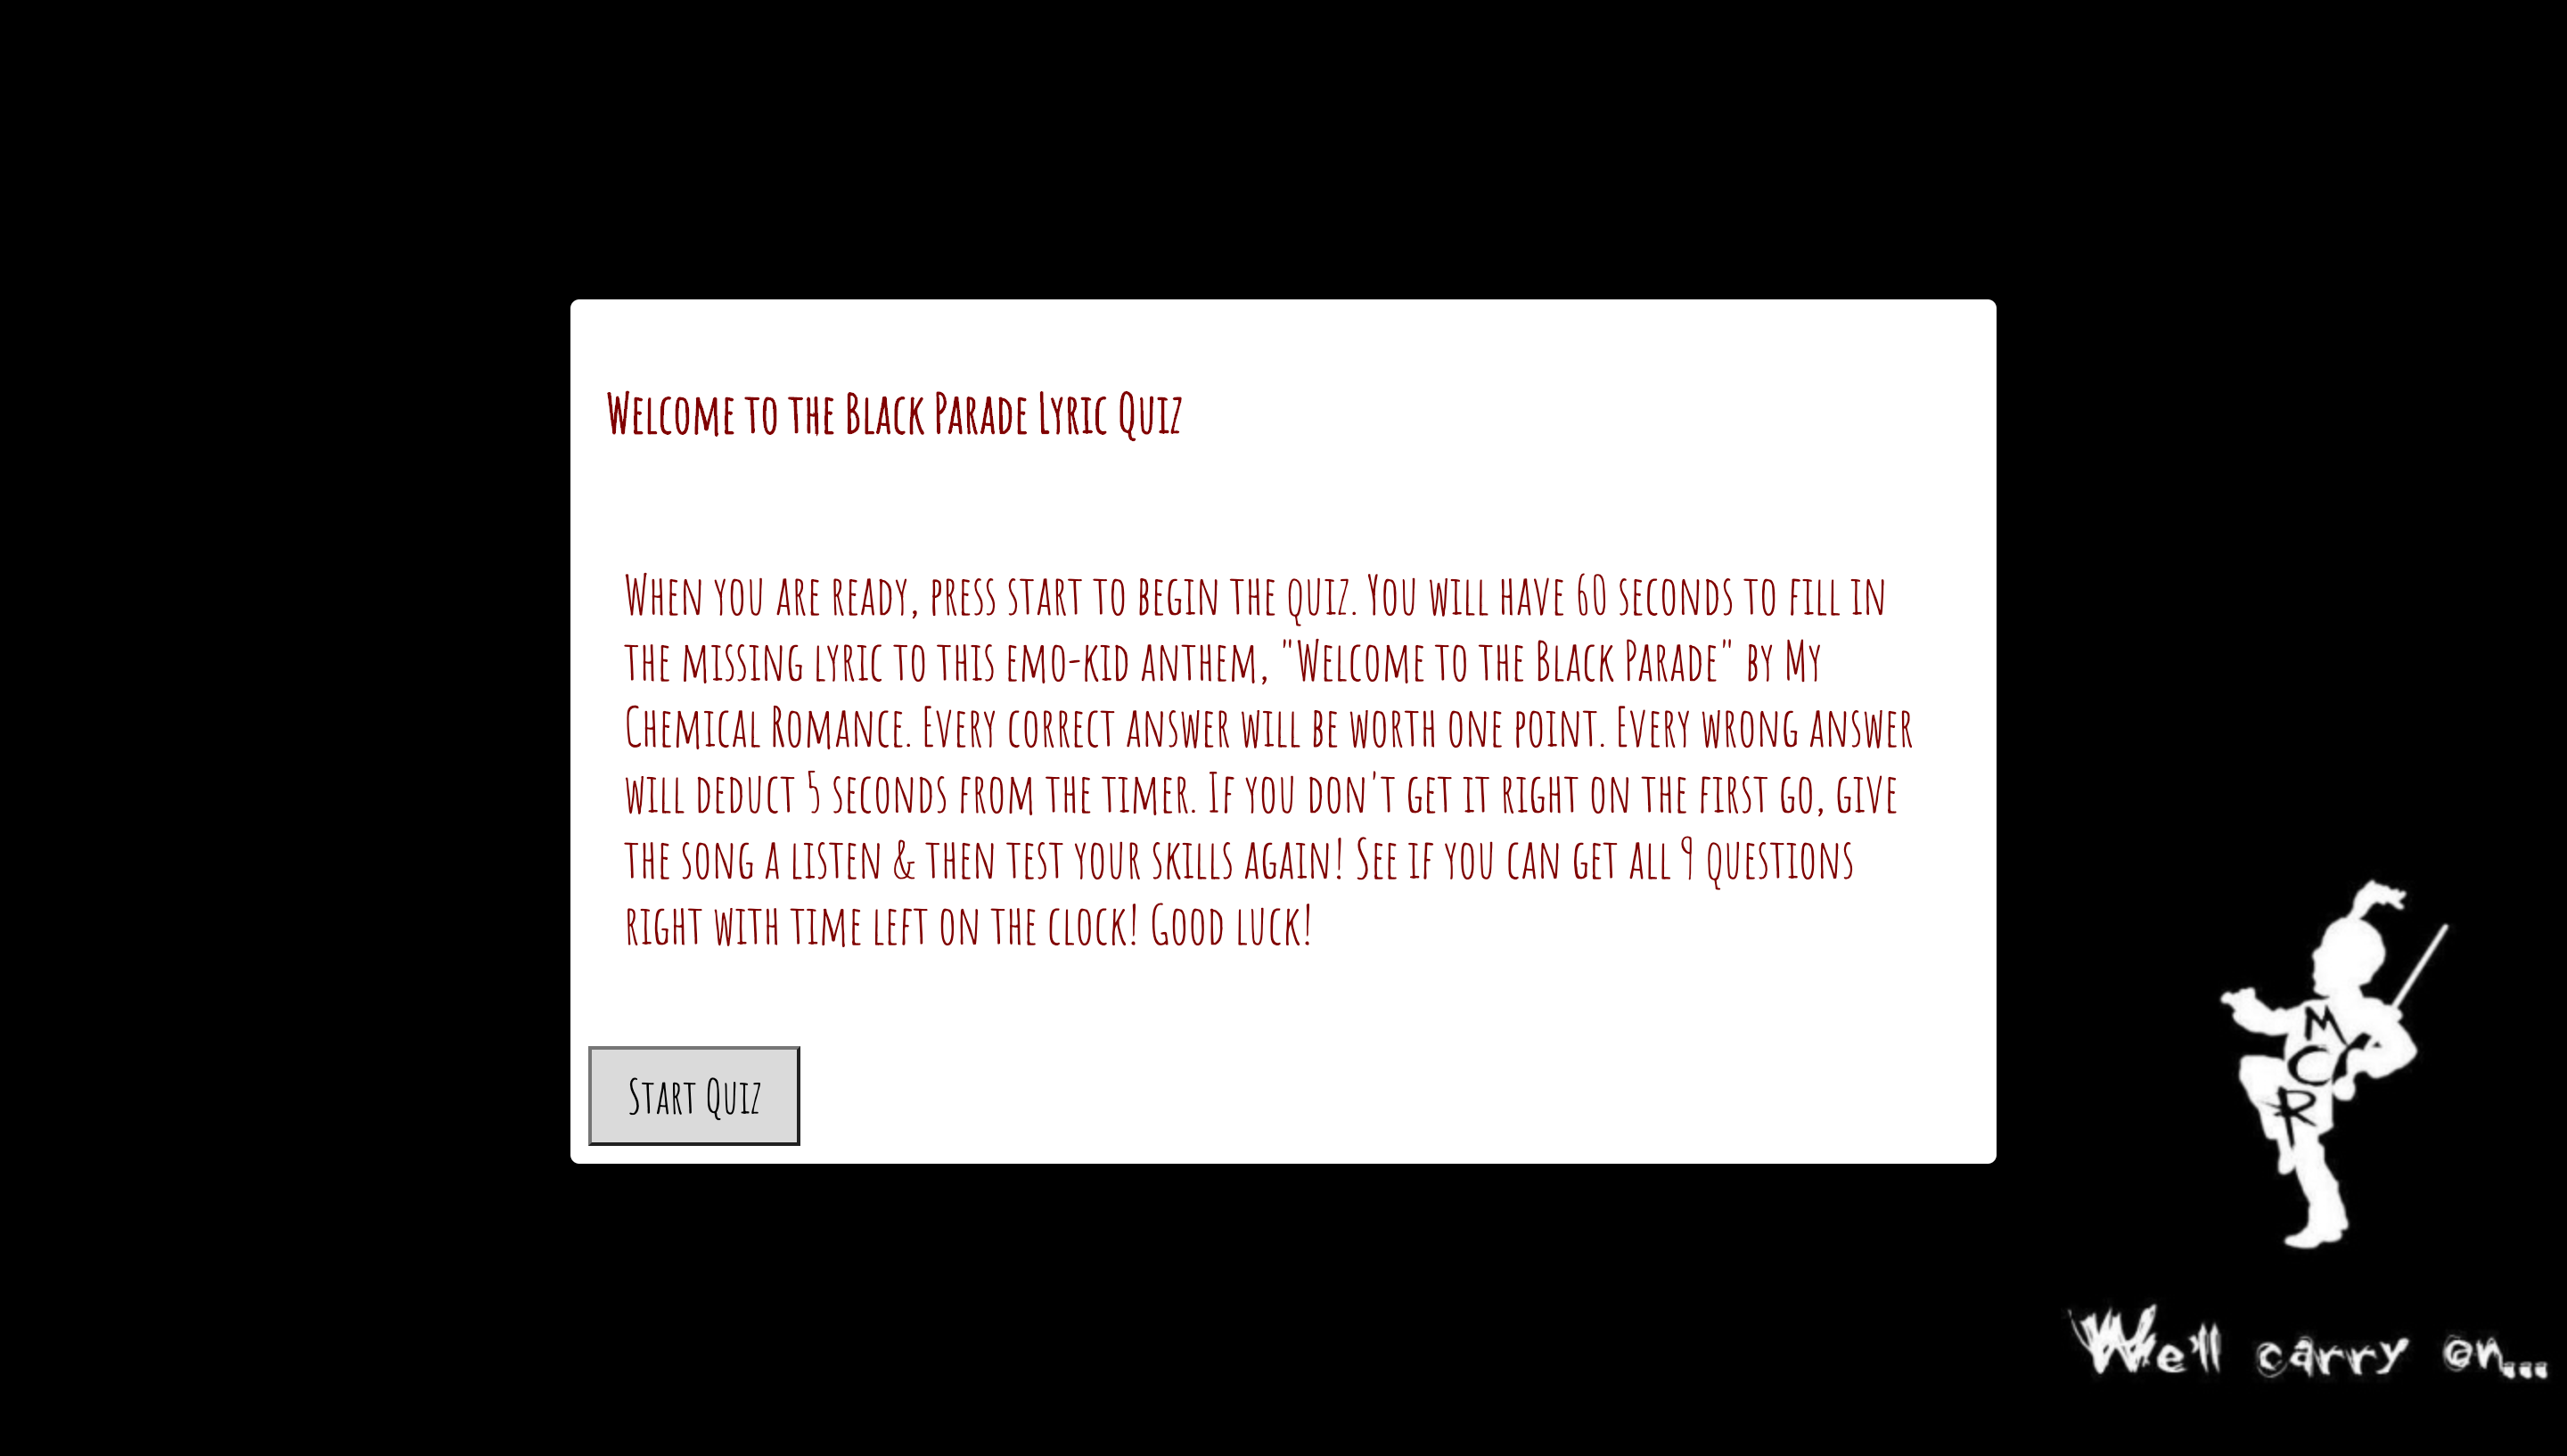 Welcome to the Black Parade Lyric Quiz
When you are ready, press start to begin the quiz. You will have 60 seconds to fill in
the missing lyric to this emo-kid anthem, "Welcome to the Black Parade" by My
Chemical Romance. Every correct answer will be worth one point. Every wrong answer
will deduct 5 seconds from the timer. If you don't get it right on the first go, give
the song a listen & then test your skills again! See if you can get all 9 questions
right with time left on the clock! Good luck!
Start Quiz
M
C
R
We'll carry on...